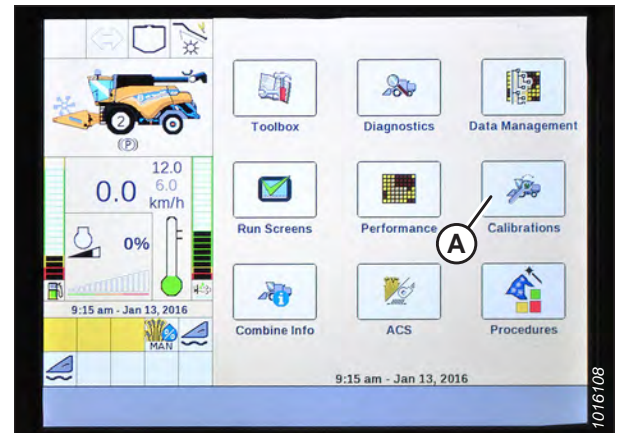 Toolbox
Diagnostics
Data Management
2
(P)
12.0
6.0
0.0
km/h
Run Screens
Performance
Calibrations
A
0%
9:15 am - Jan 13, 2016
MAN
Combine Info
ACS
Procedures
9:15 am - Jan 13, 2016
1016108